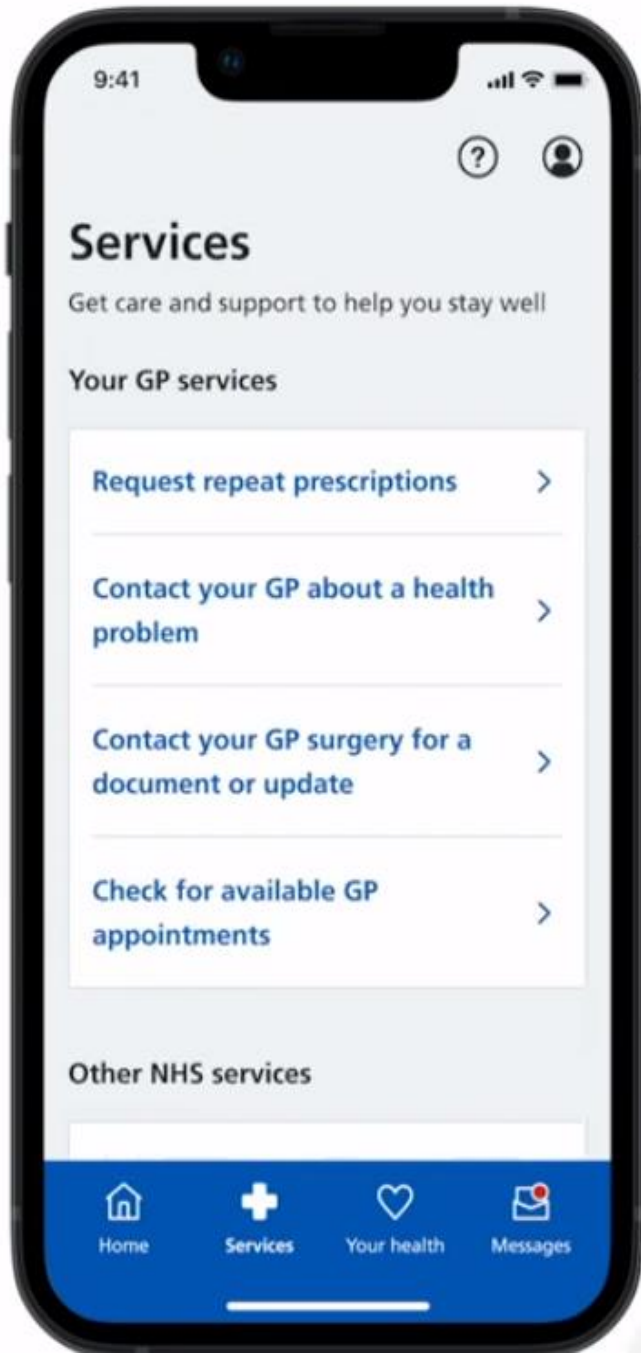 9:41
?
Services
Get care and support to help you stay well
Your GP services
Request repeat prescriptions
Contact your GP about a health
problem
Contact your GP surgery for a
document or update
Check for available GP
appointments
Other NHS services
Home Services Your health Messages